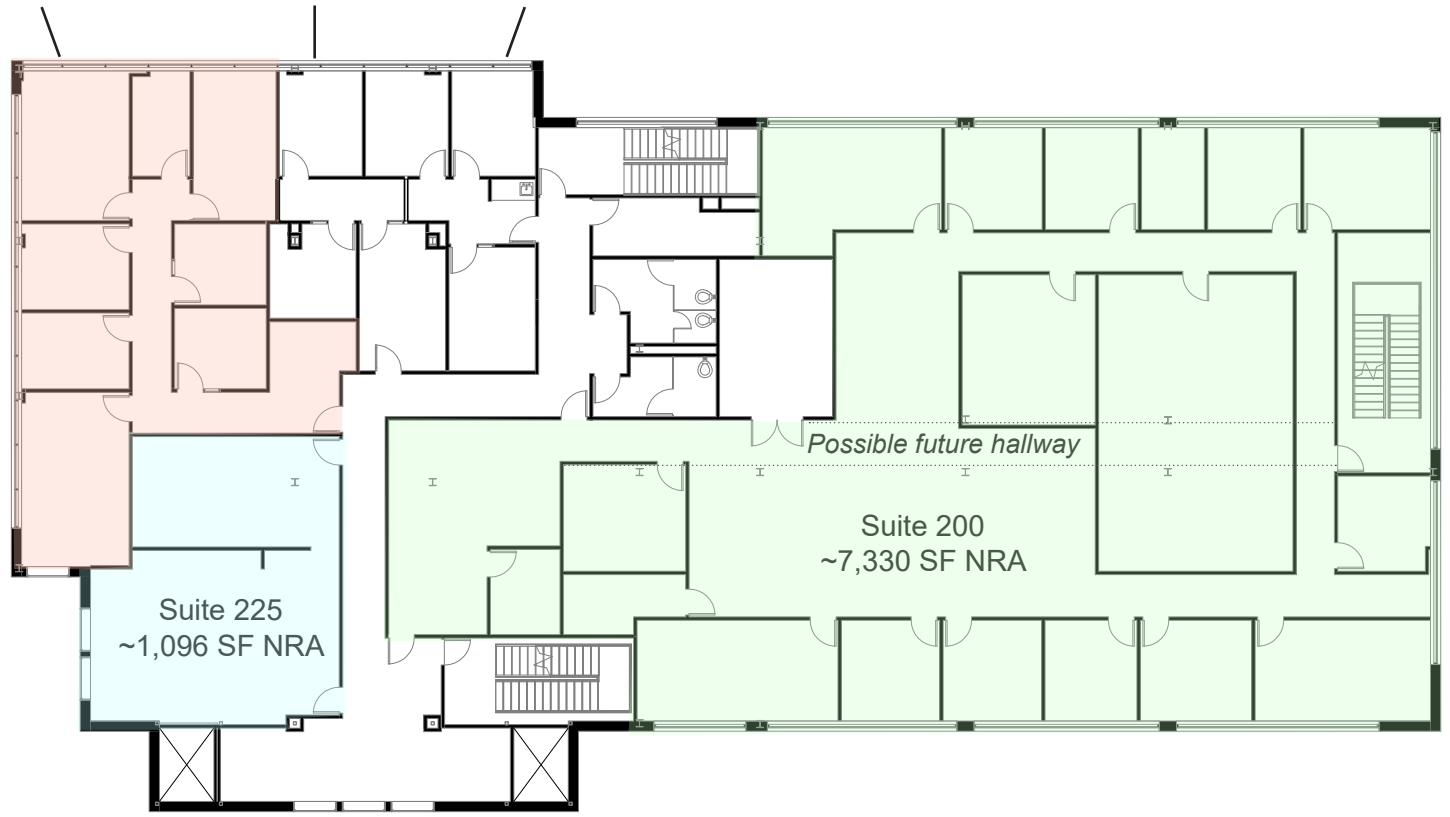 Possible future hallway
Suite 200
~7,330 SF NRA
Suite 225
~1,096 SF NRA